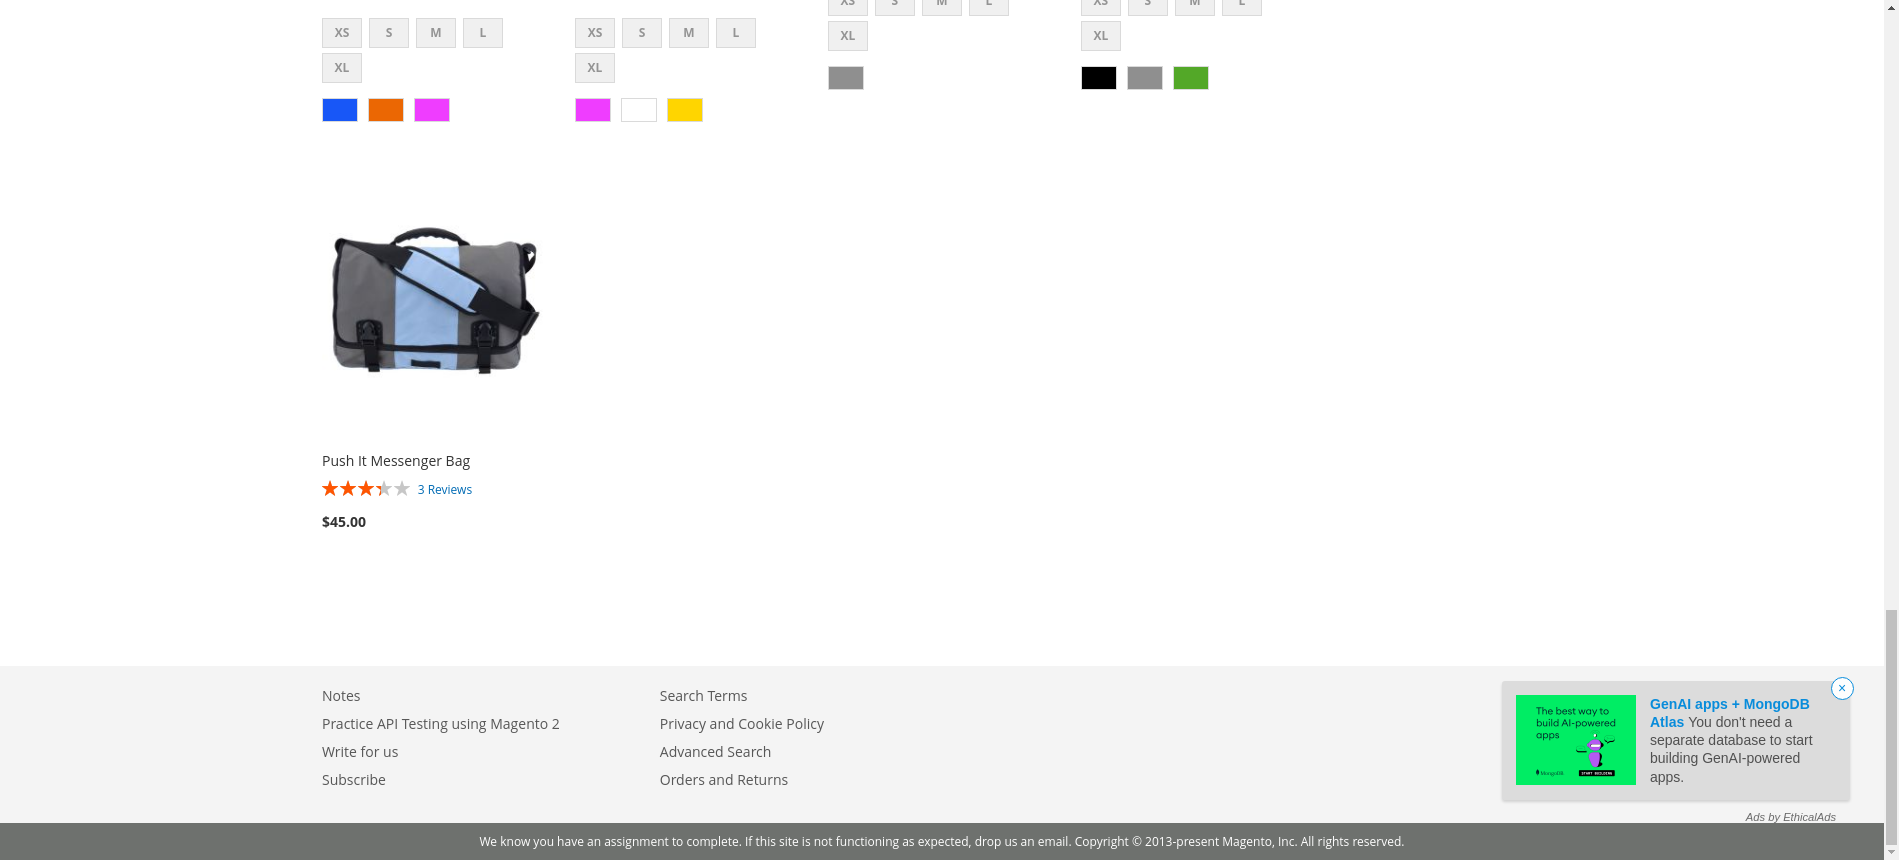 XS S M L
XS S M L
XS S M L
XS S M L
XL
XL
XL
XL
Push It Messenger Bag
3 Reviews
$45.00
Notes
Practice API Testing using Magento 2
Write for us
Subscribe
Search Terms
Privacy and Cookie Policy
Advanced Search
Orders and Returns
The best way to
build AI-powered
apps
MongoDB
START BUILDING
GenAI apps + MongoDB
Atlas You don't need a
separate database to start
building GenAI-powered
apps.
×
Ads by EthicalAds
We know you have an assignment to complete. If this site is not functioning as expected, drop us an email. Copyright © 2013-present Magento, Inc. All rights reserved.